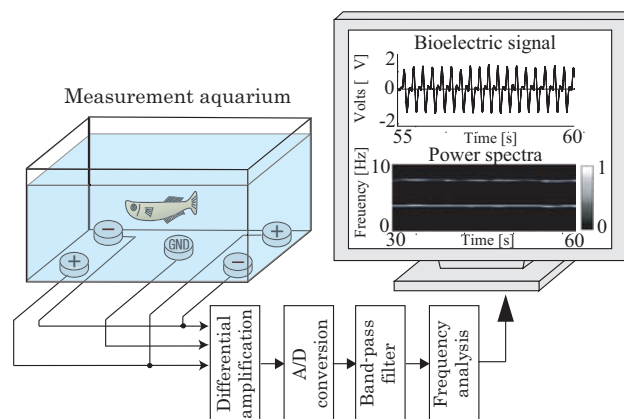 Measurement aquarium
GND
Differential
amplification
A/D
conversion
Band-pass
filter
Frequency
analysis
Bioelectric signal
Volts [ V]
2
0
-2
55
Time [s]
60
Power spectra
Freuency [Hz]
10
0
30
Time [s]
60
1
0